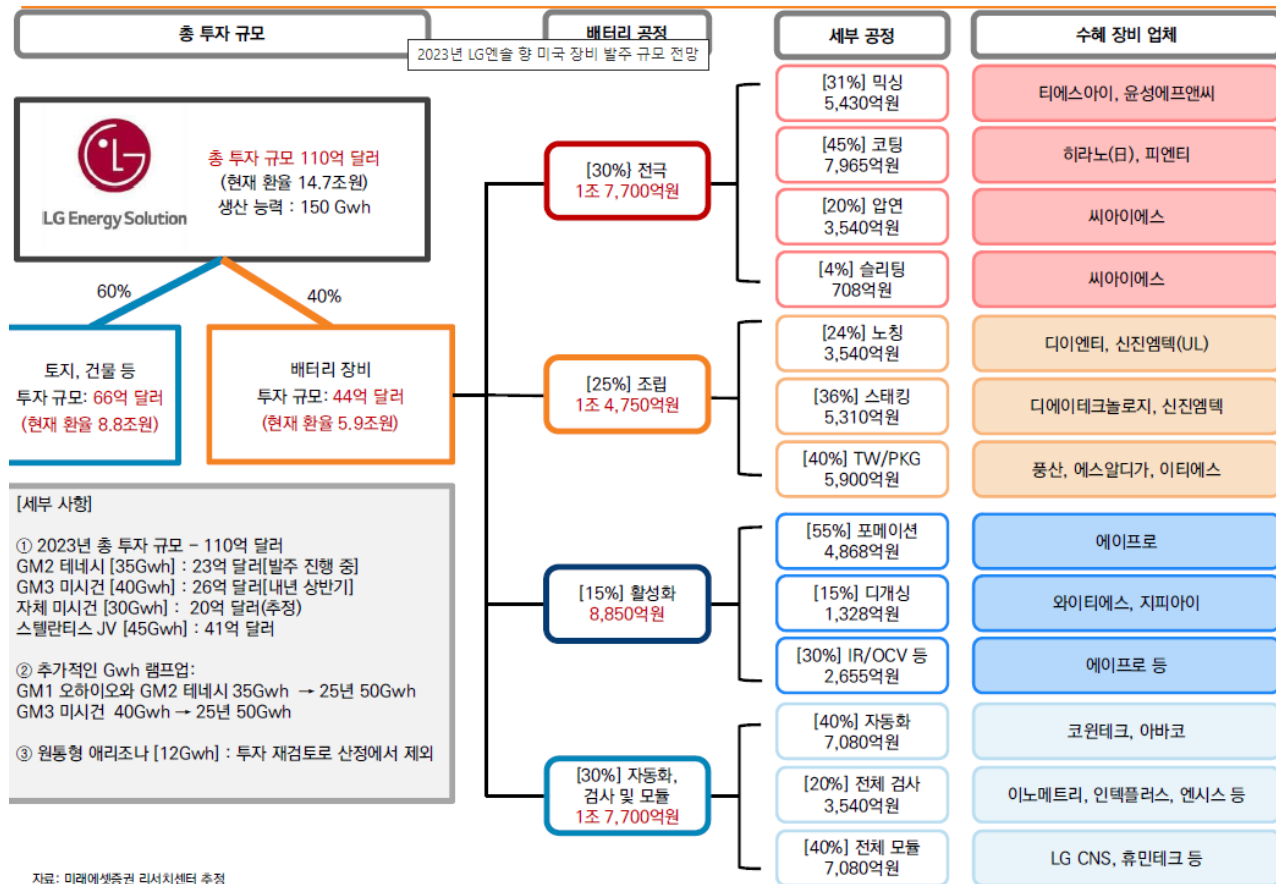 총 투자 규모
배터리 공정
세부 공정
수혜 장비 업체
2023년 LG엔솔 향 미국 장비 발주 규모 전망
LG Energy Solution
총 투자 규모 110억 달러
(현재 환율 14.7조원)
생산 능력 : 150 Gwh
60%
40%
토지, 건물 등
투자 규모: 66억 달러
(현재 환율 8.8조원)
배터리 장비
투자 규모: 44억 달러
(현재 환율 5.9조원)
[세부 사항]
① 2023년 총 투자 규모 – 110억 달러
GM2 테네시 [35Gwh] : 23억 달러[발주 진행 중]
GM3 미시건 [40Gwh] : 26억 달러[내년 상반기]
자체 미시건 [30Gwh] : 20억 달러(추정)
스텔란티스 JV [45Gwh] : 41억 달러
② 추가적인 Gwh 램프업:
GM1 오하이오와 GM2 테네시 35Gwh → 25년 50Gwh
GM3 미시건 40Gwh → 25년 50Gwh
③ 원통형 애리조나 [12Gwh] : 투자 재검토로 산정에서 제외
[30%} 전극
1조 7,700억원
[31%] 믹싱
5,430억원
티에스아이, 윤성에프앤씨
[45%] 코팅
7,965억원
히라노(日), 피엔티
[20%] 압연
3,540억원
씨아이에스
[4%] 슬리팅
708억원
씨아이에스
[25%] 조립
1조 4,750억원
[24%] 노칭
3,540억원
디이엔티, 신진엠텍(UL)
[36%] 스태킹
5,310억원
디에이테크놀로지, 신진엠텍
[40%] TW/PKG
5,900억원
풍산, 에스알디가, 이티에스
[15%] 활성화
8,850억원
[55%] 포메이션
4,868억원
에이프로
[15%] 디개싱
1,328억원
와이티에스, 지피아이
[30%] IR/OCV 등
2,655억원
에이프로 등
[30%] 자동화,
검사 및 모듈
1조 7,700억원
[40%] 자동화
7,080억원
코윈테크, 아바코
[20%] 전체 검사
3,540억원
이노메트리, 인텍플러스, 엔시스 등
[40%] 전체 모듈
7,080억원
LG CNS, 휴민테크 등
자료: 미래에셋증권 리서치센터 추정